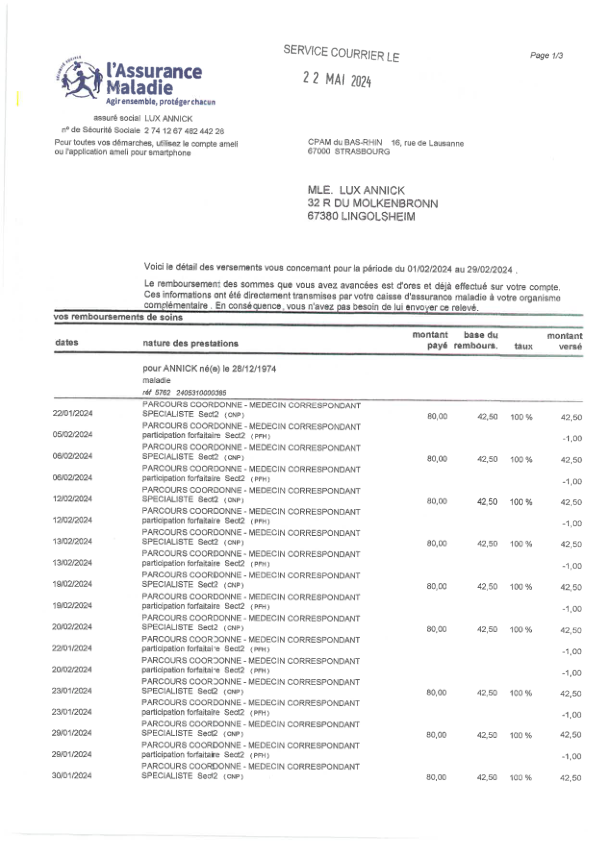 SERVICE COURRIER LE
Page 1/3
22 MAI 2024
l'Assurance
Maladie
Agir ensemble, protéger chacun
assuré social LUX ANNICK
n° de Sécurité Sociale 2 74 12 67 482 442 26
Pour toutes vos démarches, utilisez le compte ameli
ou l'application ameli pour smartphone
CPAM du BAS-RHIN 16, rue de Lausanne
67000 STRASBOURG
MLE. LUX ANNICK
32 R DU MOLKENBRONN
67380 LINGOLSHEIM
Voici le détail des versements vous concernant pour la période du 01/02/2024 au 29/02/2024 .
Le remboursement des sommes que vous avez avancées est d'ores et déjà effectué sur votre compte.
Ces informations ont été directement transmises par votre caisse d'assurance maladie à votre organisme
complémentaire . En conséquence, vous n'avez pas besoin de lui envoyer ce relevé.
vos remboursements de soins
dates nature des prestations montant payé base du rembours. taux montant versé
pour ANNICK né(e) le 28/12/1974
maladie
réf 5762 2405310000385
PARCOURS COORDONNE - MEDECIN CORRESPONDANT
22/01/2024 SPECIALISTE Sect2 (CNP) 80,00 42,50 100 % 42,50
PARCOURS COORDONNE - MEDECIN CORRESPONDANT
05/02/2024 participation forfaitaire Sect2 (PFH) -1,00
PARCOURS COORDONNE - MEDECIN CORRESPONDANT
06/02/2024 SPECIALISTE Sect2 (CNP) 80,00 42,50 100 % 42,50
PARCOURS COORDONNE - MEDECIN CORRESPONDANT
06/02/2024 participation forfaitaire Sect2 (PFH) -1,00
PARCOURS COORDONNE - MEDECIN CORRESPONDANT
12/02/2024 SPECIALISTE Sect2 (CNP) 80,00 42,50 100 % 42,50
PARCOURS COORDONNE - MEDECIN CORRESPONDANT
12/02/2024 participation forfaitaire Sect2 (PFH) -1,00
PARCOURS COORDONNE - MEDECIN CORRESPONDANT
13/02/2024 SPECIALISTE Sect2 (CNP) 80,00 42,50 100 % 42,50
PARCOURS COORDONNE - MEDECIN CORRESPONDANT
13/02/2024 participation forfaitaire Sect2 (PFH) -1,00
PARCOURS COORDONNE - MEDECIN CORRESPONDANT
19/02/2024 SPECIALISTE Sect2 (CNP) 80,00 42,50 100 % 42,50
PARCOURS COORDONNE - MEDECIN CORRESPONDANT
19/02/2024 participation forfaitaire Sect2 (PFH) -1,00
PARCOURS COORDONNE - MEDECIN CORRESPONDANT
20/02/2024 SPECIALISTE Sect2 (CNP) 80,00 42,50 100 % 42,50
PARCOURS COORDONNE - MEDECIN CORRESPONDANT
22/01/2024 participation forfaitaire Sect2 (PFH) -1,00
PARCOURS COORDONNE - MEDECIN CORRESPONDANT
20/02/2024 participation forfaitaire Sect2 (PFH) -1,00
PARCOURS COORDONNE - MEDECIN CORRESPONDANT
23/01/2024 SPECIALISTE Sect2 (CNP) 80,00 42,50 100 % 42,50
PARCOURS COORDONNE - MEDECIN CORRESPONDANT
23/01/2024 participation forfaitaire Sect2 (PFH) -1,00
PARCOURS COORDONNE - MEDECIN CORRESPONDANT
29/01/2024 SPECIALISTE Sect2 (CNP) 80,00 42,50 100 % 42,50
PARCOURS COORDONNE - MEDECIN CORRESPONDANT
29/01/2024 participation forfaitaire Sect2 (PFH) -1,00
PARCOURS COORDONNE - MEDECIN CORRESPONDANT
30/01/2024 SPECIALISTE Sect2 (CNP) 80,00 42,50 100 % 42,50